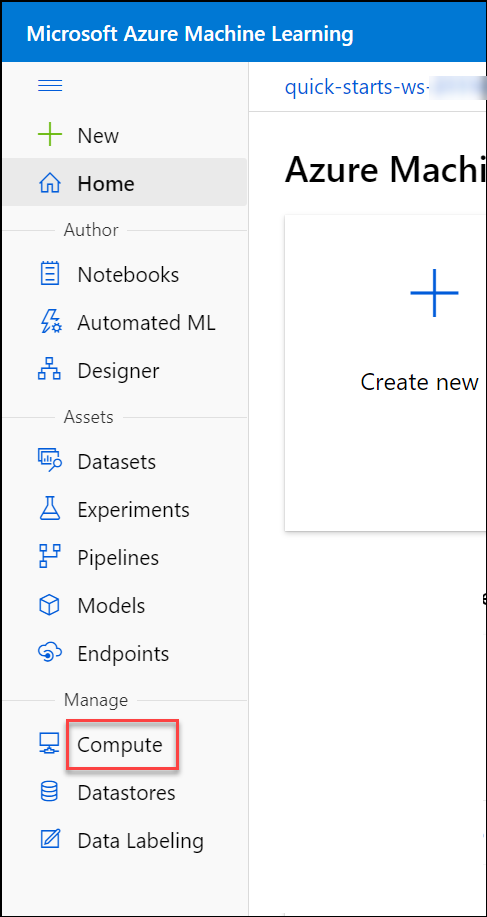 Microsoft Azure Machine Learning
quick-starts-ws-
New
Home
Author
Notebooks
Automated ML
Designer
Assets
Datasets
Experiments
Pipelines
Models
Endpoints
Manage
Compute
Datastores
Data Labeling
Azure Machi
Create new